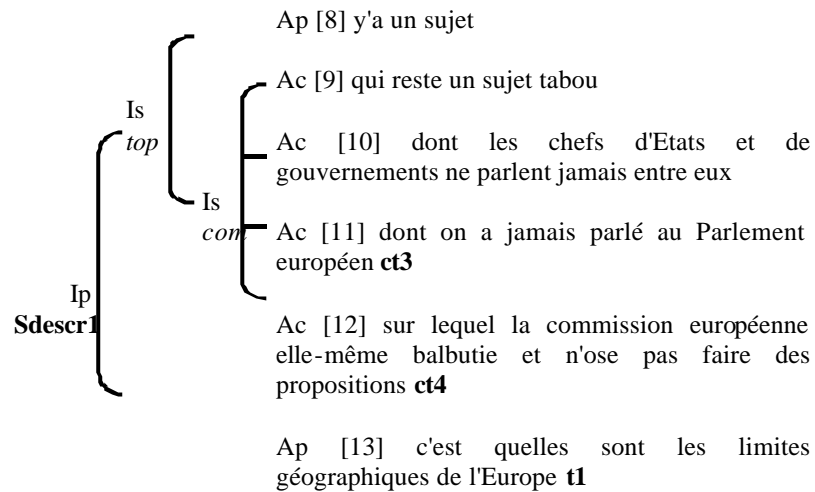 Ap [8] y'a un sujet
Ac [9] qui reste un sujet tabou
Is
top
Ac [10] dont les chefs d'Etats et de
gouvernements ne parlent jamais entre eux
Is
com
Ac [11] dont on a jamais parlé au Parlement
européen ct3
Ip
Sdescr1
Ac [12] sur lequel la commission européenne
elle-même balbutie et n'ose pas faire des
propositions ct4
Ap [13] c'est quelles sont les limites
géographiques de l'Europe t1